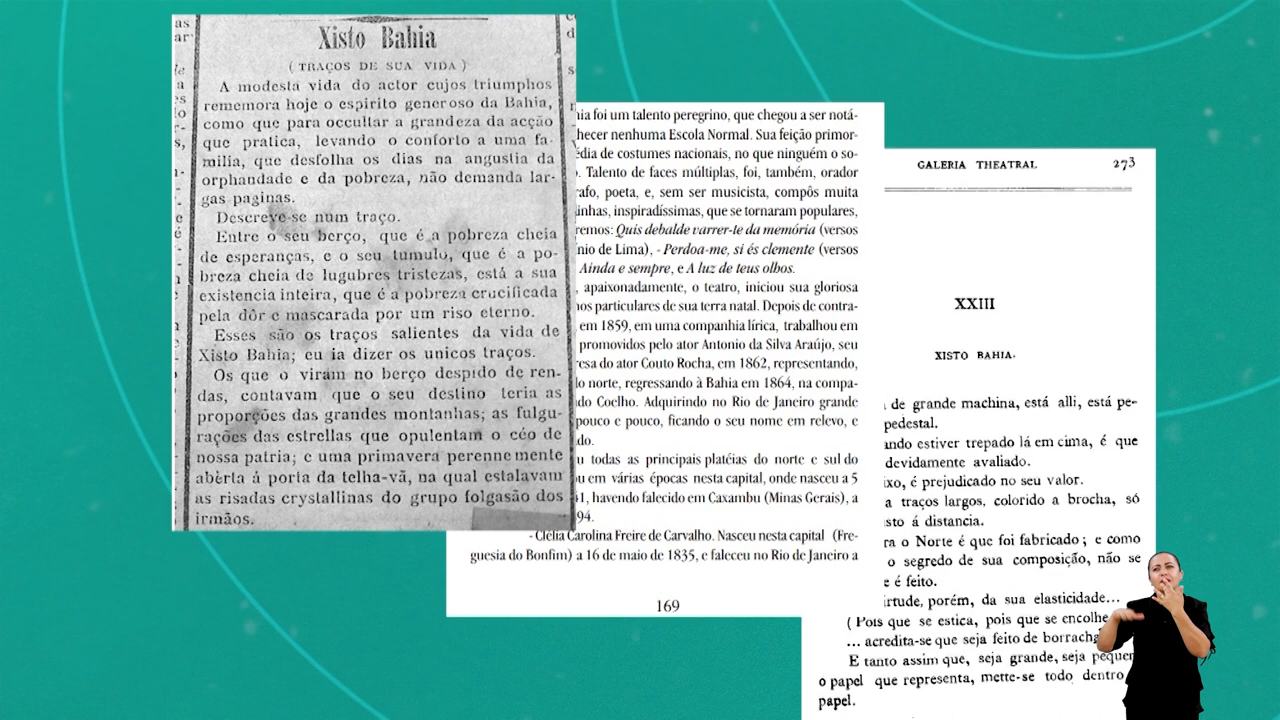 Xisto Bahia
( TRAÇOS DE SUA VIDA )
A modesta vida do actor cujos triumphos
rememora hoje o espirito generoso da Bahia,
como que para occultar a grandeza da acção
que pratica, levando o conforto a uma fa-
milia, que desfolha os dias na angustia da
orphandade e da pobreza, não demanda lar-
gas paginas.
Descreve-se num traço.
Entre o seu berço, que é a pobreza cheia
de esperanças, e o seu tumulo, que é a po-
breza cheia de lugubres tristezas, está a sua
existencia inteira, que é a pobreza crucificada
pela dôr e mascarada por um riso eterno.
Esses são os traços salientes da vida de
Xisto Bahia; eu ia dizer os unicos traços.
Os que o viram no berço despido de ren-
das, contavam que o seu destino teria as
proporções das grandes montanhas; as fulgu-
rações das estrellas que opulentam o céo de
nossa patria; e uma primavera perennemente
aberta á porta da telha-vã, na qual estalavam
as risadas crystallinas do grupo folgasão dos
irmãos.
hia foi um talento peregrino, que chegou a ser notá-
hecer nenhuma Escola Normal. Sua feição primor-
édia de costumes nacionais, no que ninguém o so-
. Talento de faces múltiplas, foi, também, orador
rafo, poeta, e, sem ser musicista, compôs muita
inhas, inspiradíssimas, que se tornaram populares,
remos: Quis debalde varrer-te da memória (versos
nio de Lima), - Perdoa-me, si és clemente (versos
Ainda e sempre, e A luz de teus olhos.
, apaixonadamente, o teatro, iniciou sua gloriosa
nos particulares de sua terra natal. Depois de contra-
em 1859, em uma companhia lírica, trabalhou em
promovidos pelo ator Antonio da Silva Araújo, seu
resa do ator Couto Rocha, em 1862, representando,
lo norte, regressando à Bahia em 1864, na compa-
do Coelho. Adquirindo no Rio de Janeiro grande
pouco e pouco, ficando o seu nome em relevo, e
do.
u todas as principais platéias do norte e sul do
ou em várias épocas nesta capital, onde nasceu a 5
41, havendo falecido em Caxambu (Minas Gerais), a
94.
- Clélia Carolina Freire de Carvalho. Nasceu nesta capital (Fre-
guesia do Bonfim) a 16 de maio de 1835, e faleceu no Rio de Janeiro a
169
GALERIA THEATRAL 273
XXIII
XISTO BAHIA.
de grande machina, está alli, está pe-
pedestal.
ando estiver trepado lá em cima, é que
devidamente avaliado.
ixo, é prejudicado no seu valor.
a traços largos, colorido a brocha, só
isto á distancia.
ra o Norte é que foi fabricado; e como
o segredo de sua composição, não se
e é feito.
irtude, porém, da sua elasticidade...
( Pois que se estica, pois que se encolhe
... acredita-se que seja feito de borracha
E tanto assim que, seja grande, seja pequen
o papel que representa, mette-se todo dentro
papel.